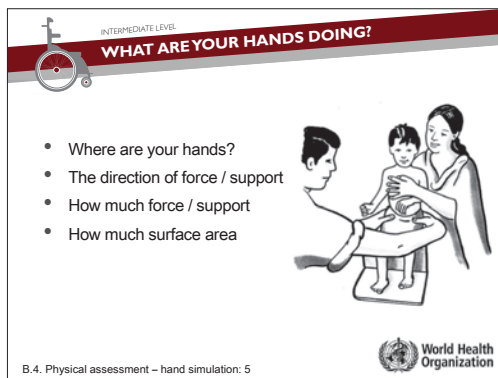 INTERMEDIATE LEVEL
WHAT ARE YOUR HANDS DOING?
• Where are your hands?
• The direction of force / support
• How much force / support
• How much surface area
World Health
Organization
B.4. Physical assessment – hand simulation: 5